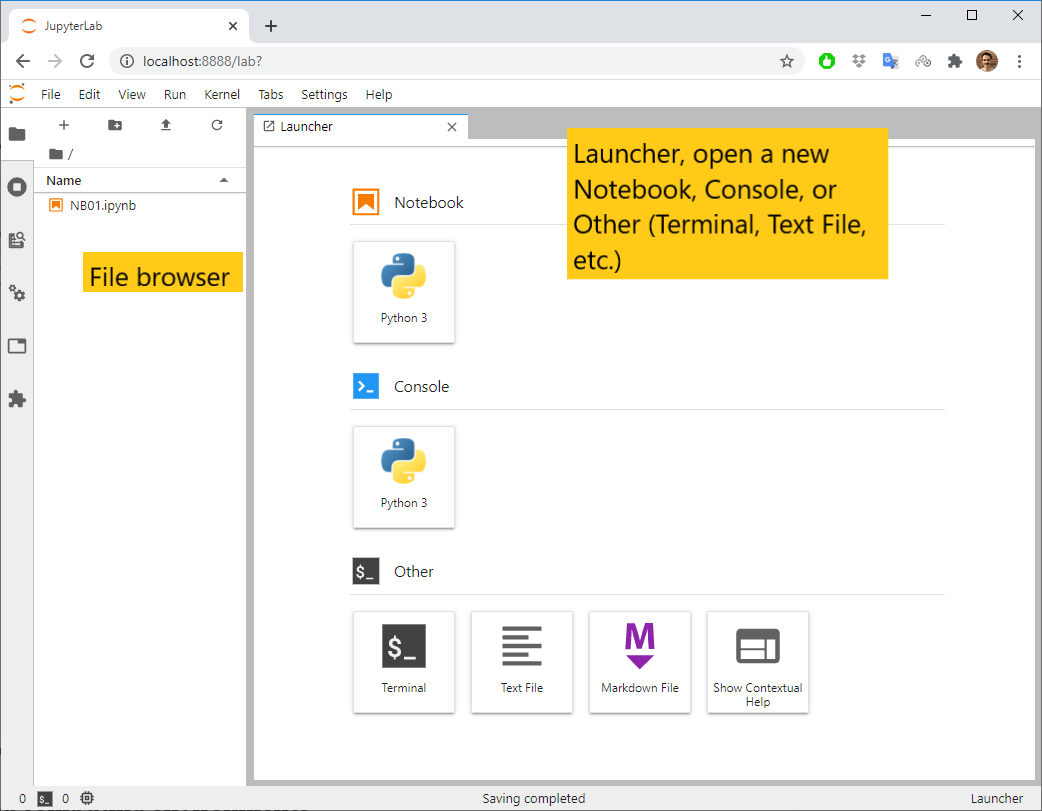 JupyterLab
localhost:8888/lab?
File Edit View Run Kernel Tabs Settings Help
Launcher
/
Name
NB01.ipynb
File browser
Launcher, open a new
Notebook, Console, or
Other (Terminal, Text File,
etc.)
Notebook
Python 3
Console
Python 3
$_ Other
$_
Terminal
Text File
M
Markdown File
Show Contextual
Help
0 $_ 0 Saving completed Launcher